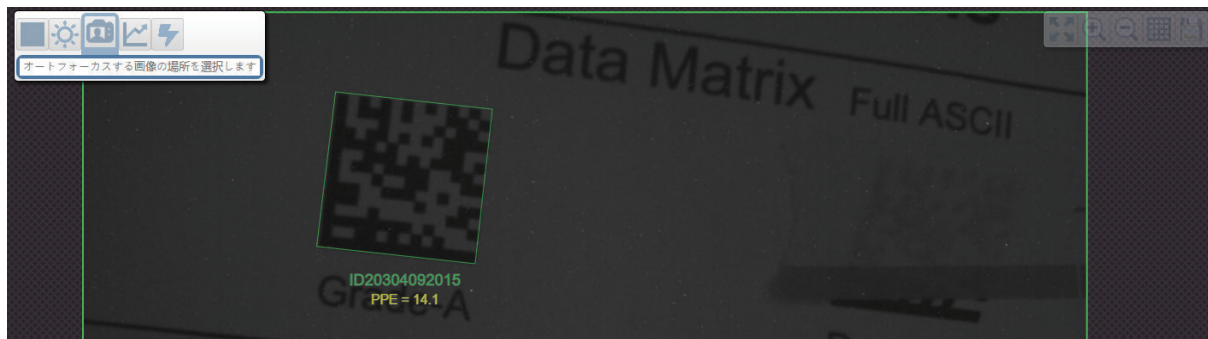 オートフォーカスする画像の場所を選択します
Data Matrix
Full ASCII
ID20304092015
PPE = 14.1
Grade-A